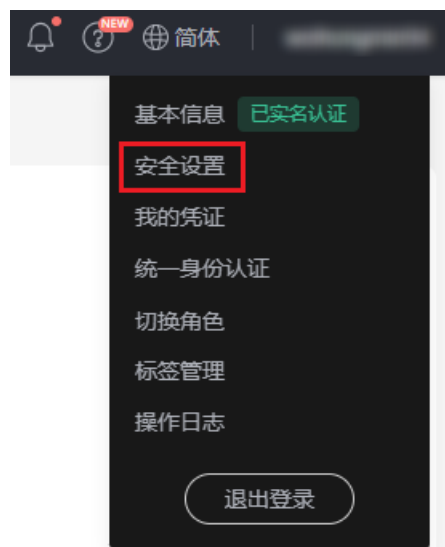 NEW 简体
基本信息 已实名认证
安全设置
我的凭证
统一身份认证
切换角色
标签管理
操作日志
退出登录